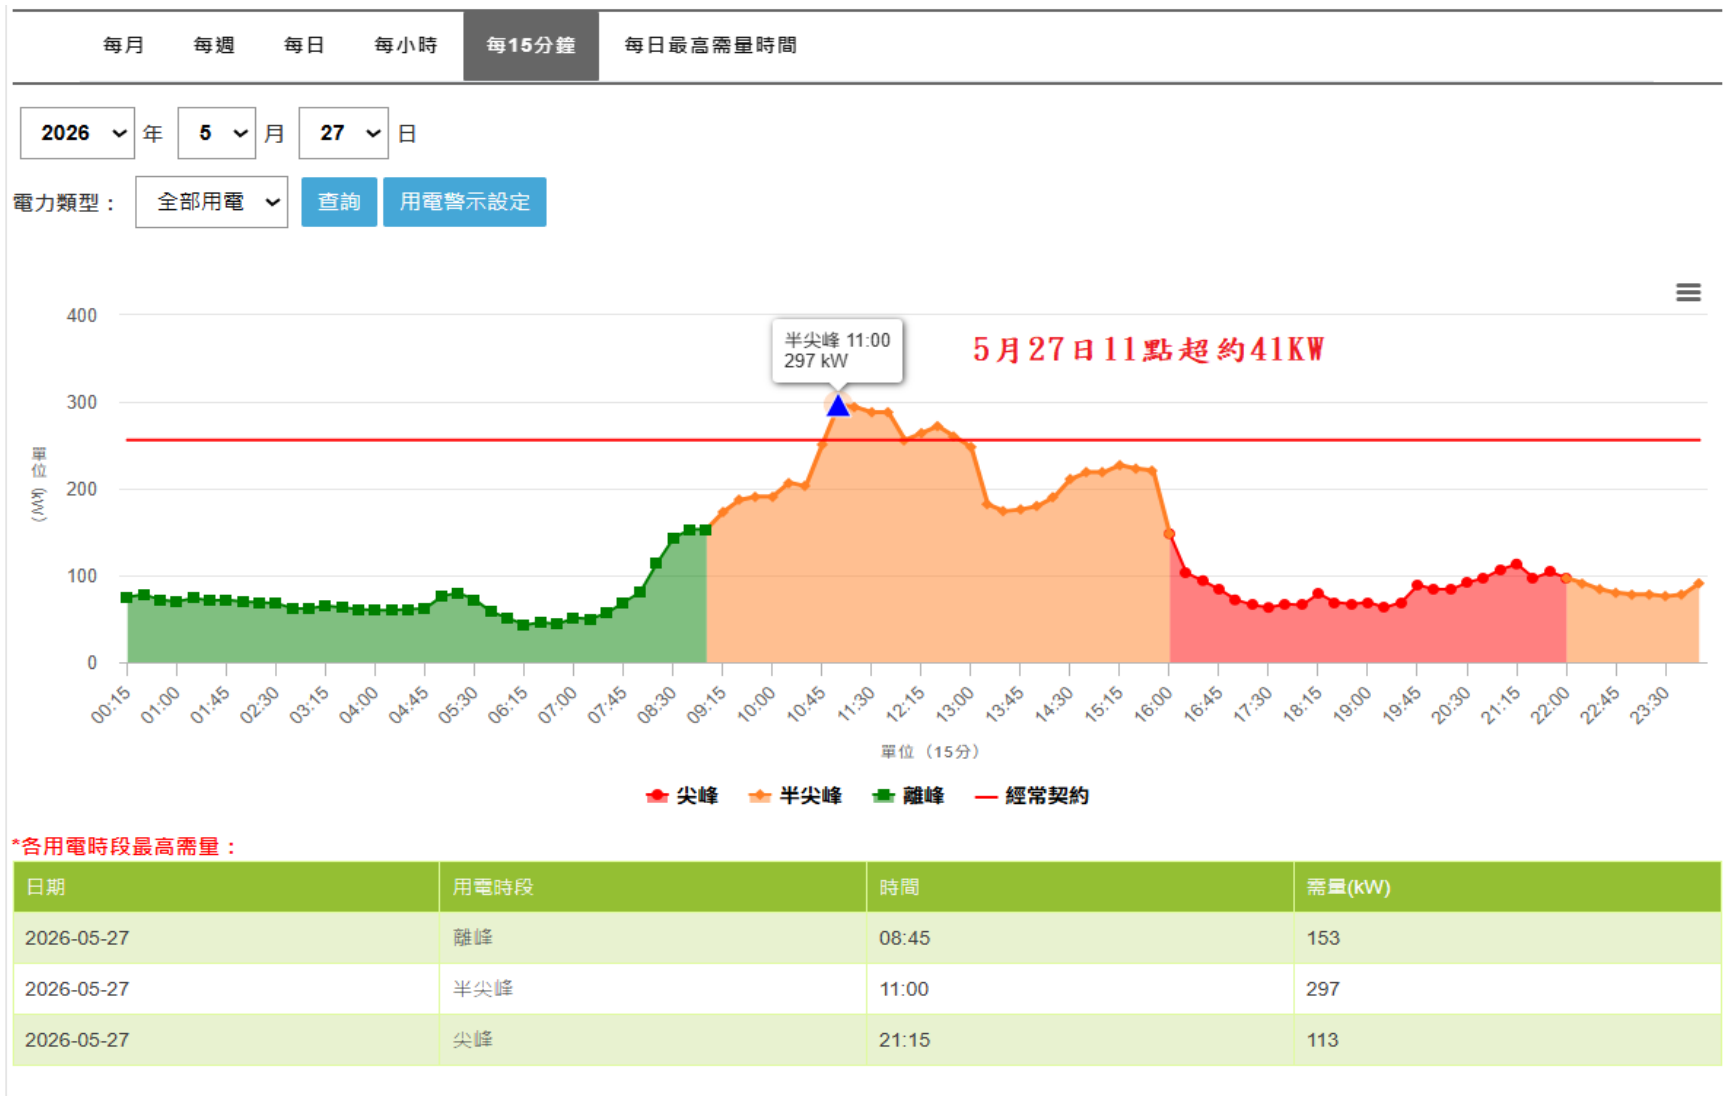 每月 每週 每日 每小時 每15分鐘 每日最高需量時間
2026 年 5 月 27 日
電力類型： 全部用電 查詢 用電警示設定
半尖峰 11:00
297 kW
5月27日11點超約41KW
400
300
200
100
0
單位（kW）
00:15 01:00 01:45 02:30 03:15 04:00 04:45 05:30 06:15 07:00 07:45 08:30 09:15 10:00 10:45 11:30 12:15 13:00 13:45 14:30 15:15 16:00 16:45 17:30 18:15 19:00 19:45 20:30 21:15 22:00 22:45 23:30
單位（15分）
尖峰 半尖峰 離峰 經常契約
*各用電時段最高需量：
日期 用電時段 時間 需量(kW)
2026-05-27 離峰 08:45 153
2026-05-27 半尖峰 11:00 297
2026-05-27 尖峰 21:15 113